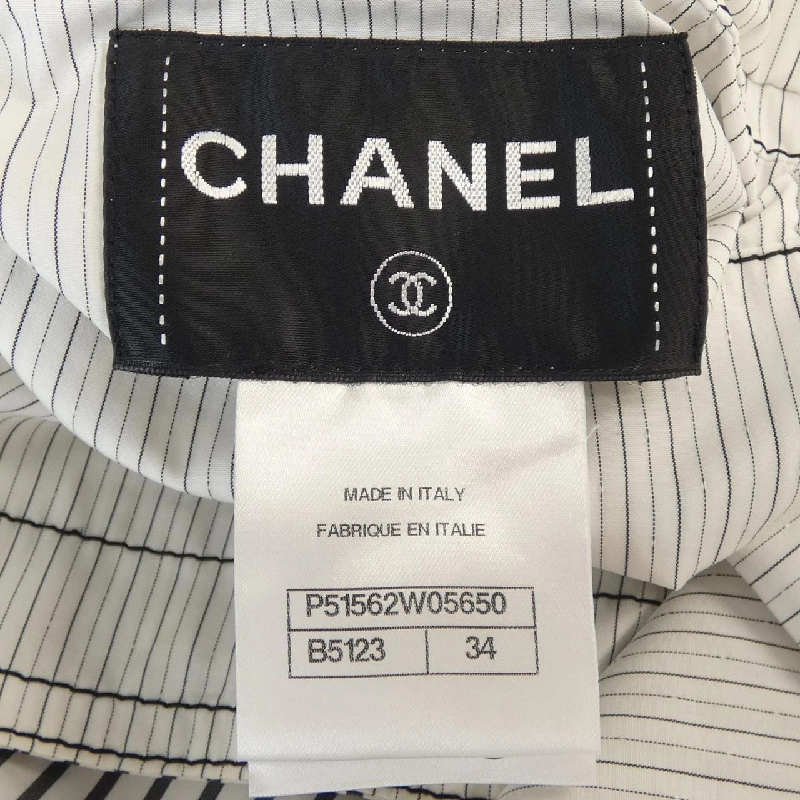 CHANEL
MADE IN ITALY
FABRIQUE EN ITALIE
P51562W05650
B5123 34